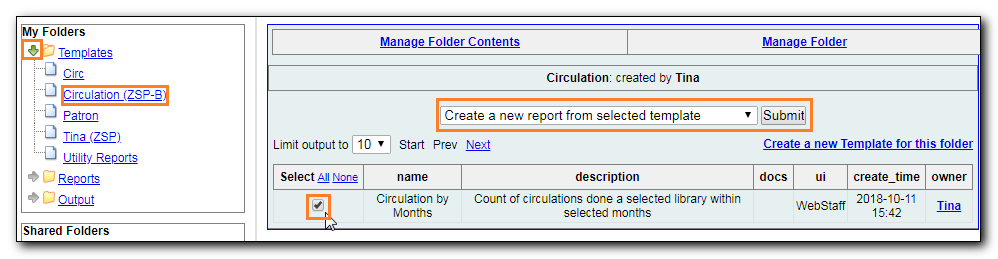 My Folders
Templates
Circ
Circulation (ZSP-B)
Patron
Tina (ZSP)
Utility Reports
Reports
Output
Shared Folders
Manage Folder Contents
Manage Folder
Circulation: created by Tina
Create a new report from selected template
Submit
Limit output to 10 Start Prev Next
Create a new Template for this folder
Select All None name description docs ui create_time owner
Circulation by Months
Count of circulations done a selected library within selected months
WebStaff
2018-10-11 15:42
Tina